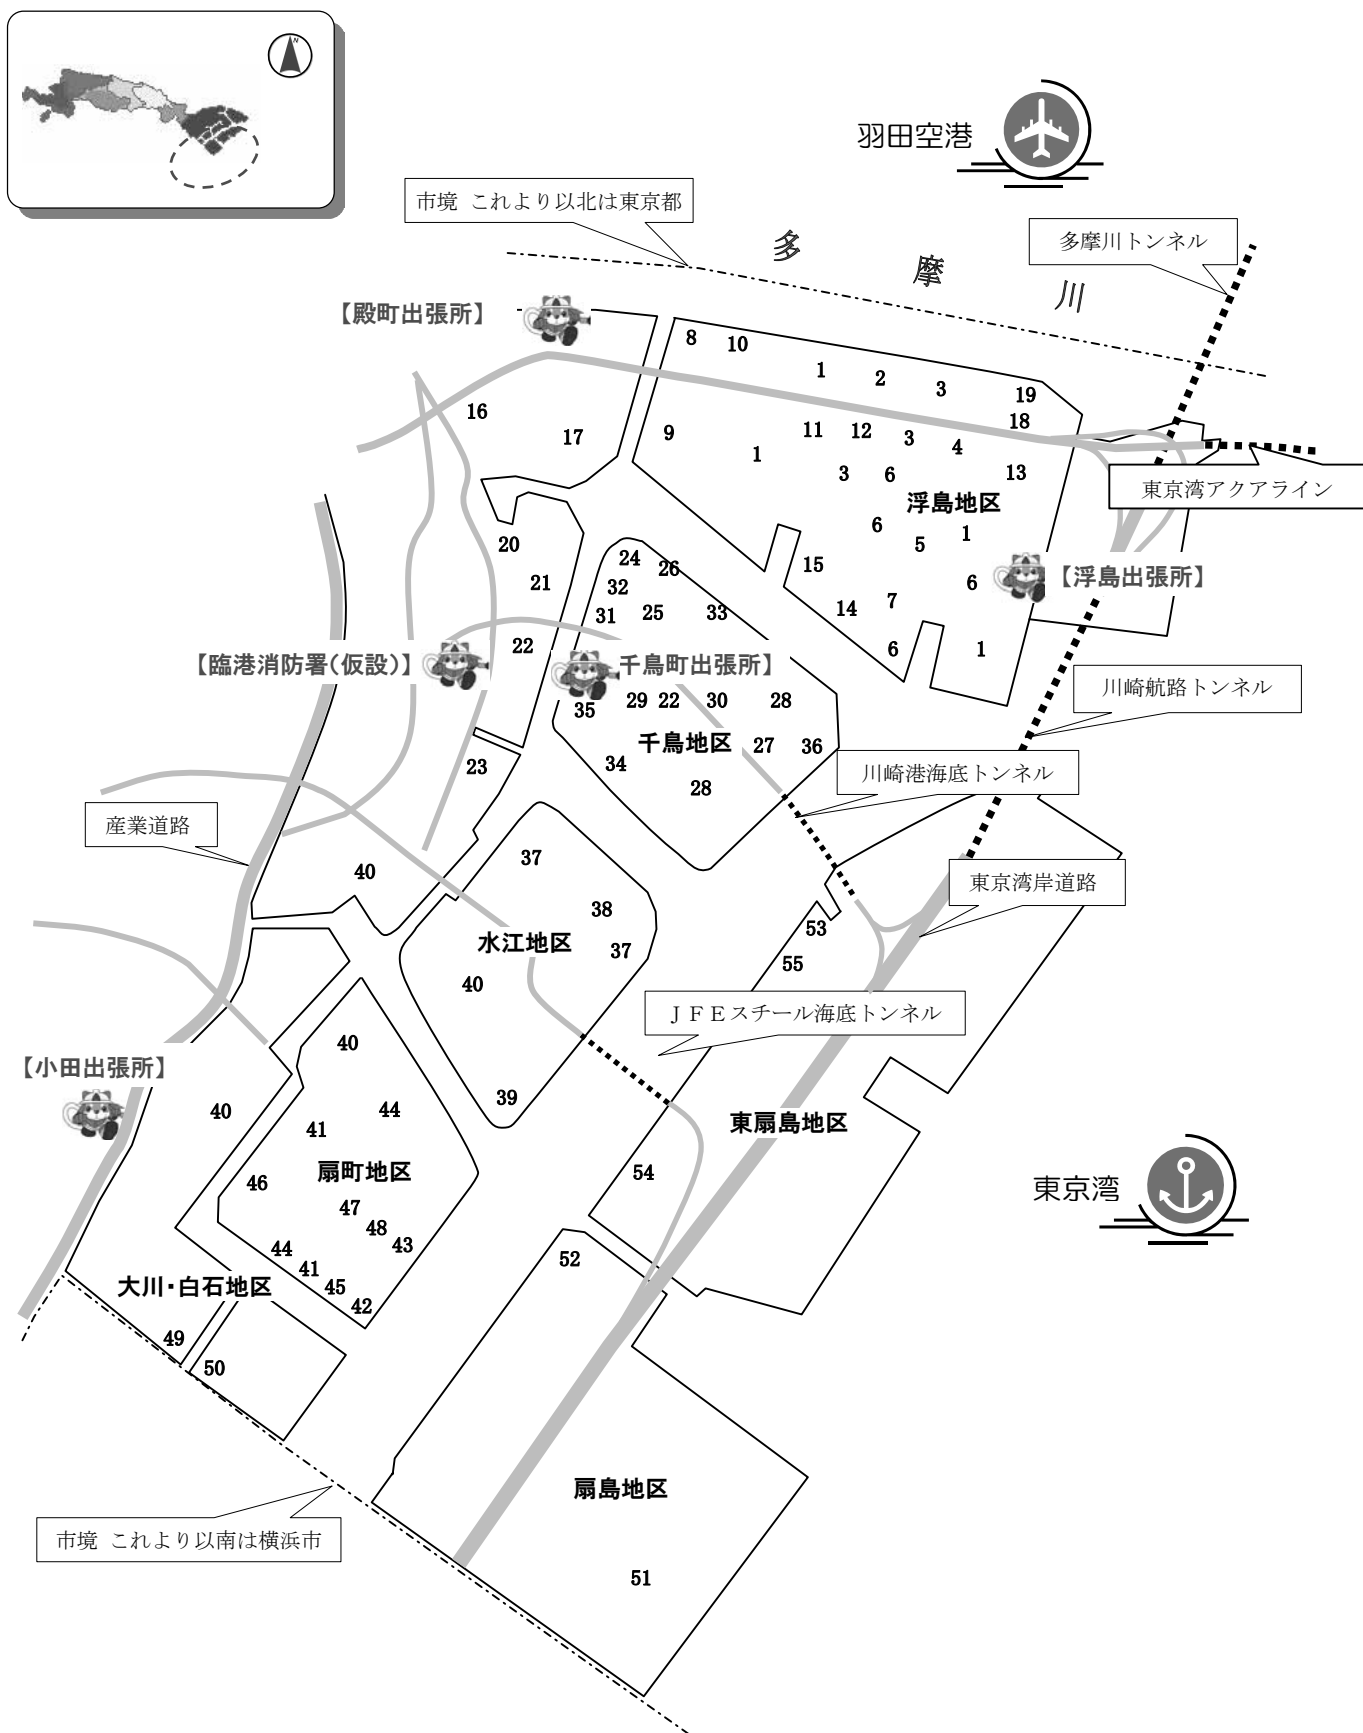 N
羽田空港
市境 これより以北は東京都
多摩川
多摩川トンネル
【殿町出張所】
8
10
1
2
3
19
18
16
17
9
11
12
3
4
1
3
6
13
東京湾アクアライン
浮島地区
6
5
1
20
24
26
15
【浮島出張所】
21
32
6
31
25
33
14
7
22
6
1
【臨港消防署(仮設)】
千鳥町出張所】
川崎航路トンネル
35
29
22
30
28
千鳥地区
27
36
23
34
28
川崎港海底トンネル
産業道路
37
40
東京湾岸道路
38
53
水江地区
37
55
40
JFEスチール海底トンネル
40
【小田出張所】
39
40
44
41
東扇島地区
扇町地区
54
46
東京湾
47
48
43
44
52
41
45
大川・白石地区
42
49
50
扇島地区
市境 これより以南は横浜市
51